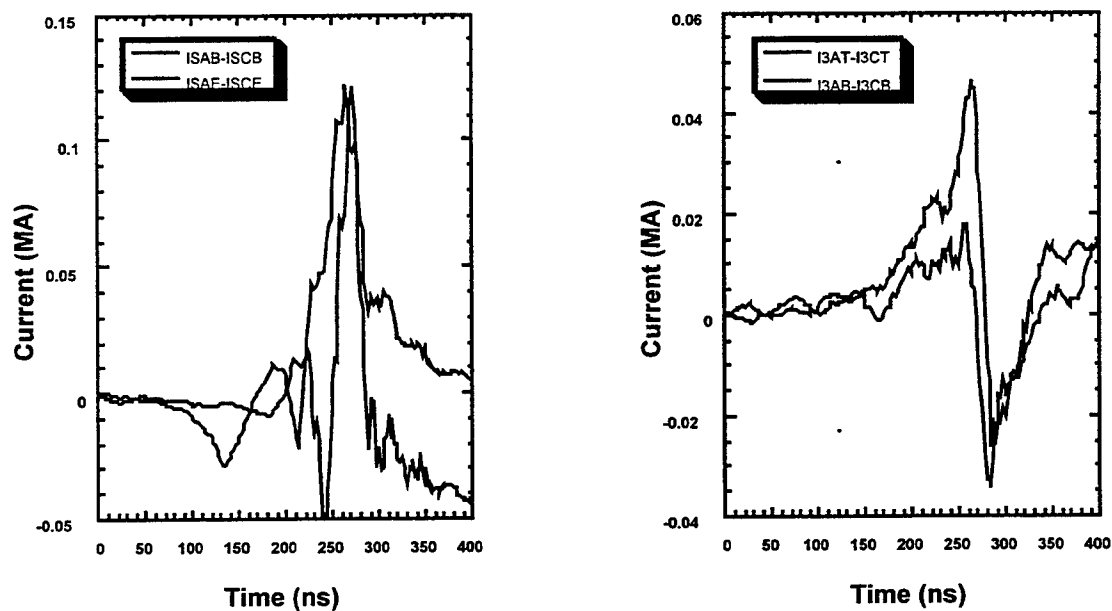 0.15
0.1
0.05
0
-0.05
Current (MA)
ISAB-ISCB
ISAE-ISCE
0 50 100 150 200 250 300 350 400
Time (ns)
0.06
0.04
0.02
0
-0.02
-0.04
Current (MA)
I3AT-I3CT
I3AB-I3CB
0 50 100 150 200 250 300 350 400
Time (ns)